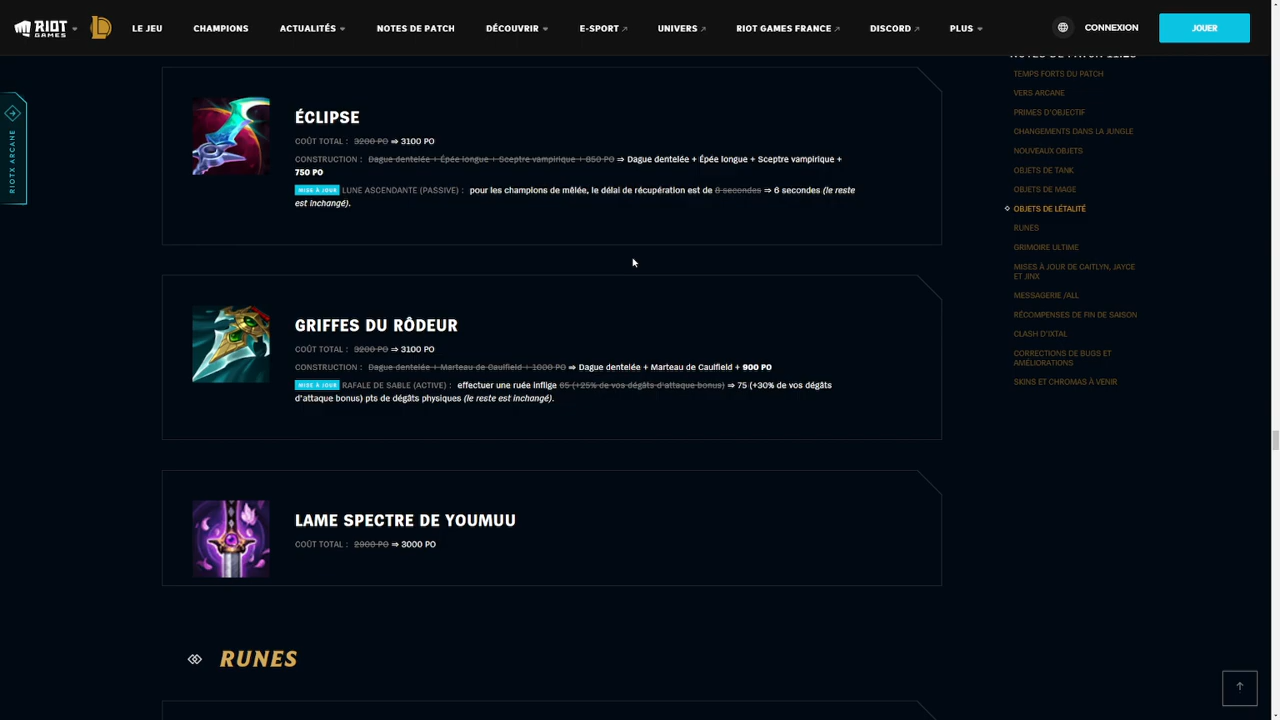 RIOT GAMES
LE JEU
CHAMPIONS
ACTUALITÉS
NOTES DE PATCH
DÉCOUVRIR
E-SPORT
UNIVERS
RIOT GAMES FRANCE
DISCORD
PLUS
CONNEXION
JOUER
RIOTX ARCANE
ÉCLIPSE
COÛT TOTAL : 3200 PO ⇒ 3100 PO
CONSTRUCTION : Dague dentelée + Épée longue + Sceptre vampirique + 850 PO ⇒ Dague dentelée + Épée longue + Sceptre vampirique +
750 PO
MISE À JOUR LUNE ASCENDANTE (PASSIVE) : pour les champions de mêlée, le délai de récupération est de 8 secondes ⇒ 6 secondes (le reste
est inchangé).
GRIFFES DU RÔDEUR
COÛT TOTAL : 3200 PO ⇒ 3100 PO
CONSTRUCTION : Dague dentelée + Marteau de Caulfield + 1000 PO ⇒ Dague dentelée + Marteau de Caulfield + 900 PO
MISE À JOUR RAFALE DE SABLE (ACTIVE) : effectuer une ruée inflige 65 (+25% de vos dégâts d'attaque bonus) ⇒ 75 (+30% de vos dégâts
d'attaque bonus) pts de dégâts physiques (le reste est inchangé).
LAME SPECTRE DE YOUMUU
COÛT TOTAL : 2900 PO ⇒ 3000 PO
RUNES
TEMPS FORTS DU PATCH
VERS ARCANE
PRIMES D'OBJECTIF
CHANGEMENTS DANS LA JUNGLE
NOUVEAUX OBJETS
OBJETS DE TANK
OBJETS DE MAGE
OBJETS DE LÉTALITÉ
RUNES
GRIMOIRE ULTIME
MISES À JOUR DE CAITLYN, JAYCE
ET JINX
MESSAGERIE /ALL
RÉCOMPENSES DE FIN DE SAISON
CLASH D'IXTAL
CORRECTIONS DE BUGS ET
AMÉLIORATIONS
SKINS ET CHROMAS À VENIR